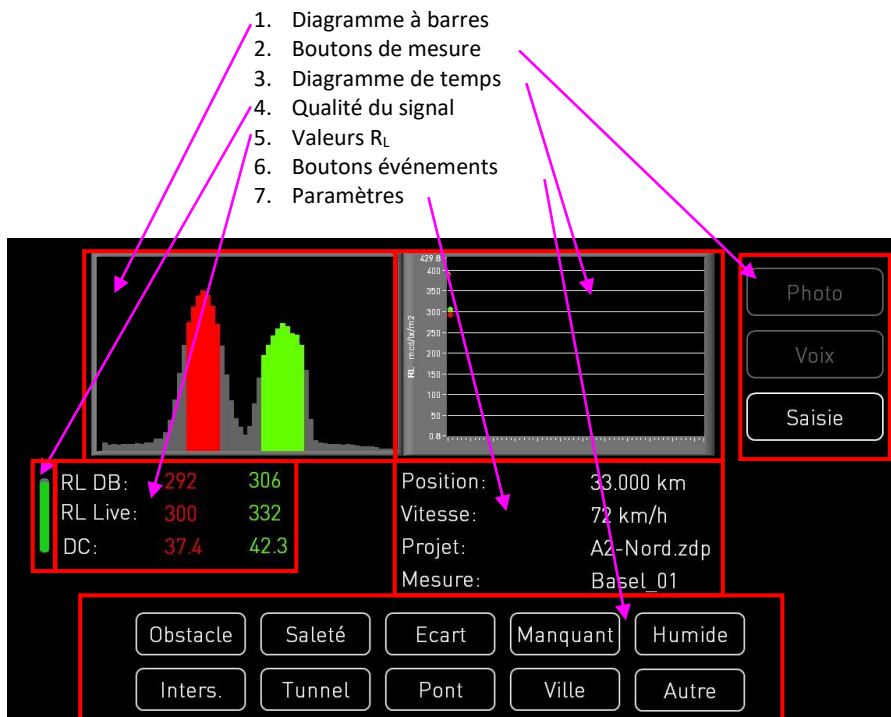 1. Diagramme à barres
2. Boutons de mesure
3. Diagramme de temps
4. Qualité du signal
5. Valeurs RL
6. Boutons événements
7. Paramètres
429.8
400
350
300
250
200
150
100
50
0.8
RL - mcd/lx/m2
Photo
Voix
Saisie
RL DB: 292 306
RL Live: 300 332
DC: 37.4 42.3
Position: 33.000 km
Vitesse: 72 km/h
Projet: A2-Nord.zdp
Mesure: Basel_01
Obstacle Saleté Ecart Manquant Humide
Inters. Tunnel Pont Ville Autre